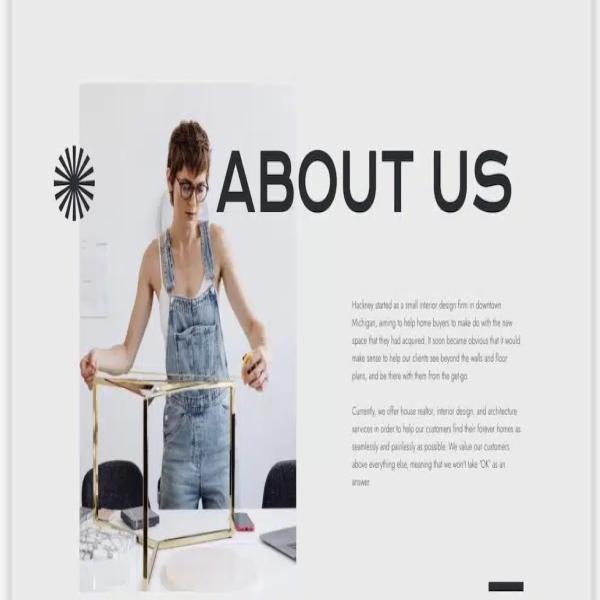 ABOUT US
Hackney started as a small interior design firm in downtown
Michigan, aiming to help home buyers to make do with the new
space that they had acquired. It soon became obvious that it would
make sense to help our clients see beyond the walls and floor
plans, and be there with them from the get-go.
Currently, we offer house realtor, interior design, and architecture
services in order to help our customers find their forever homes as
seamlessly and painlessly as possible. We value our customers
above everything else, meaning that we won't take "OK" as an
answer.